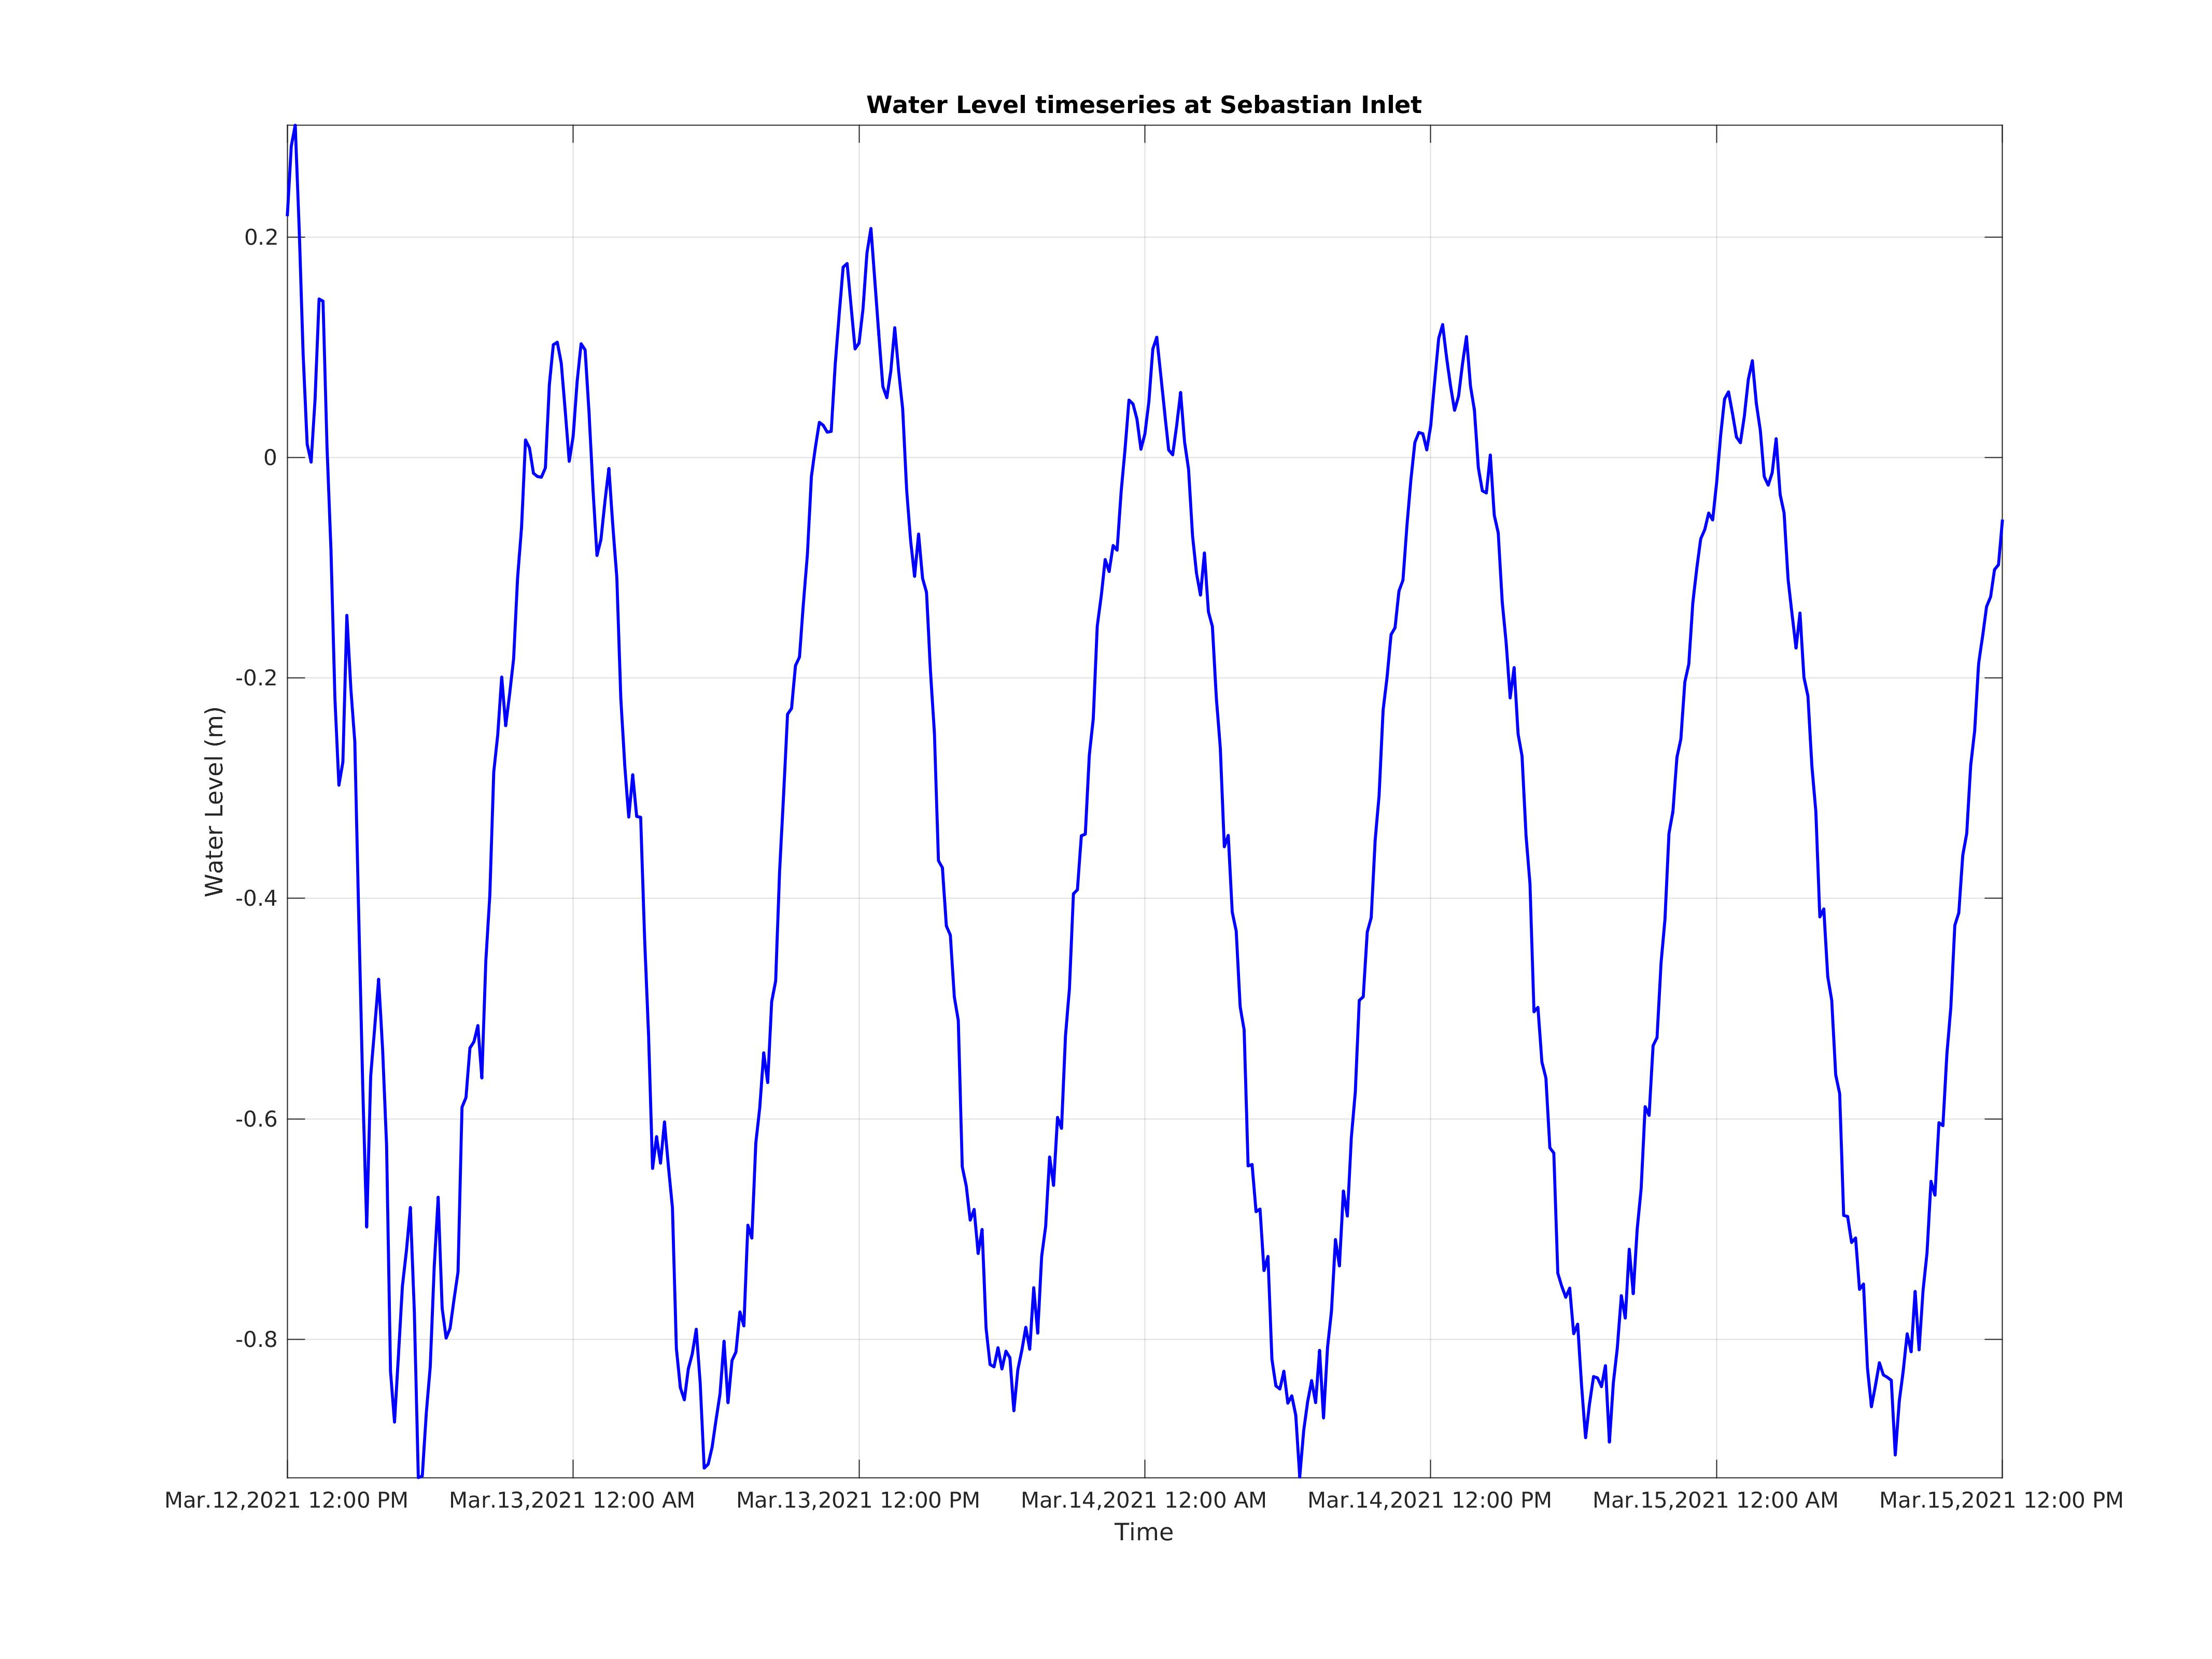 Water Level timeseries at Sebastian Inlet
0.2
0
-0.2
-0.4
-0.6
-0.8
Water Level (m)
Mar.12,2021 12:00 PM
Mar.13,2021 12:00 AM
Mar.13,2021 12:00 PM
Mar.14,2021 12:00 AM
Mar.14,2021 12:00 PM
Mar.15,2021 12:00 AM
Mar.15,2021 12:00 PM
Time